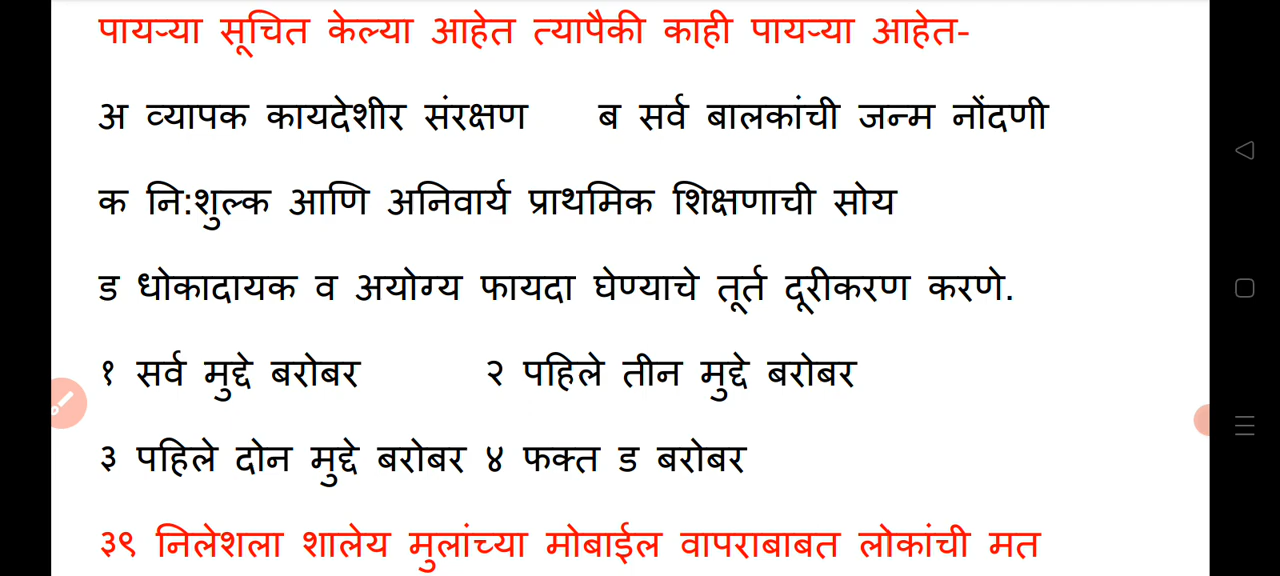 पायऱ्या सूचित केल्या आहेत त्यापैकी काही पायऱ्या आहेत-
अ व्यापक कायदेशीर संरक्षण ब सर्व बालकांची जन्म नोंदणी
क नि:शुल्क आणि अनिवार्य प्राथमिक शिक्षणाची सोय
ड धोकादायक व अयोग्य फायदा घेण्याचे तूर्त दूरीकरण करणे.
१ सर्व मुद्दे बरोबर २ पहिले तीन मुद्दे बरोबर
३ पहिले दोन मुद्दे बरोबर ४ फक्त ड बरोबर
३९ निलेशला शालेय मुलांच्या मोबाईल वापराबाबत लोकांची मत